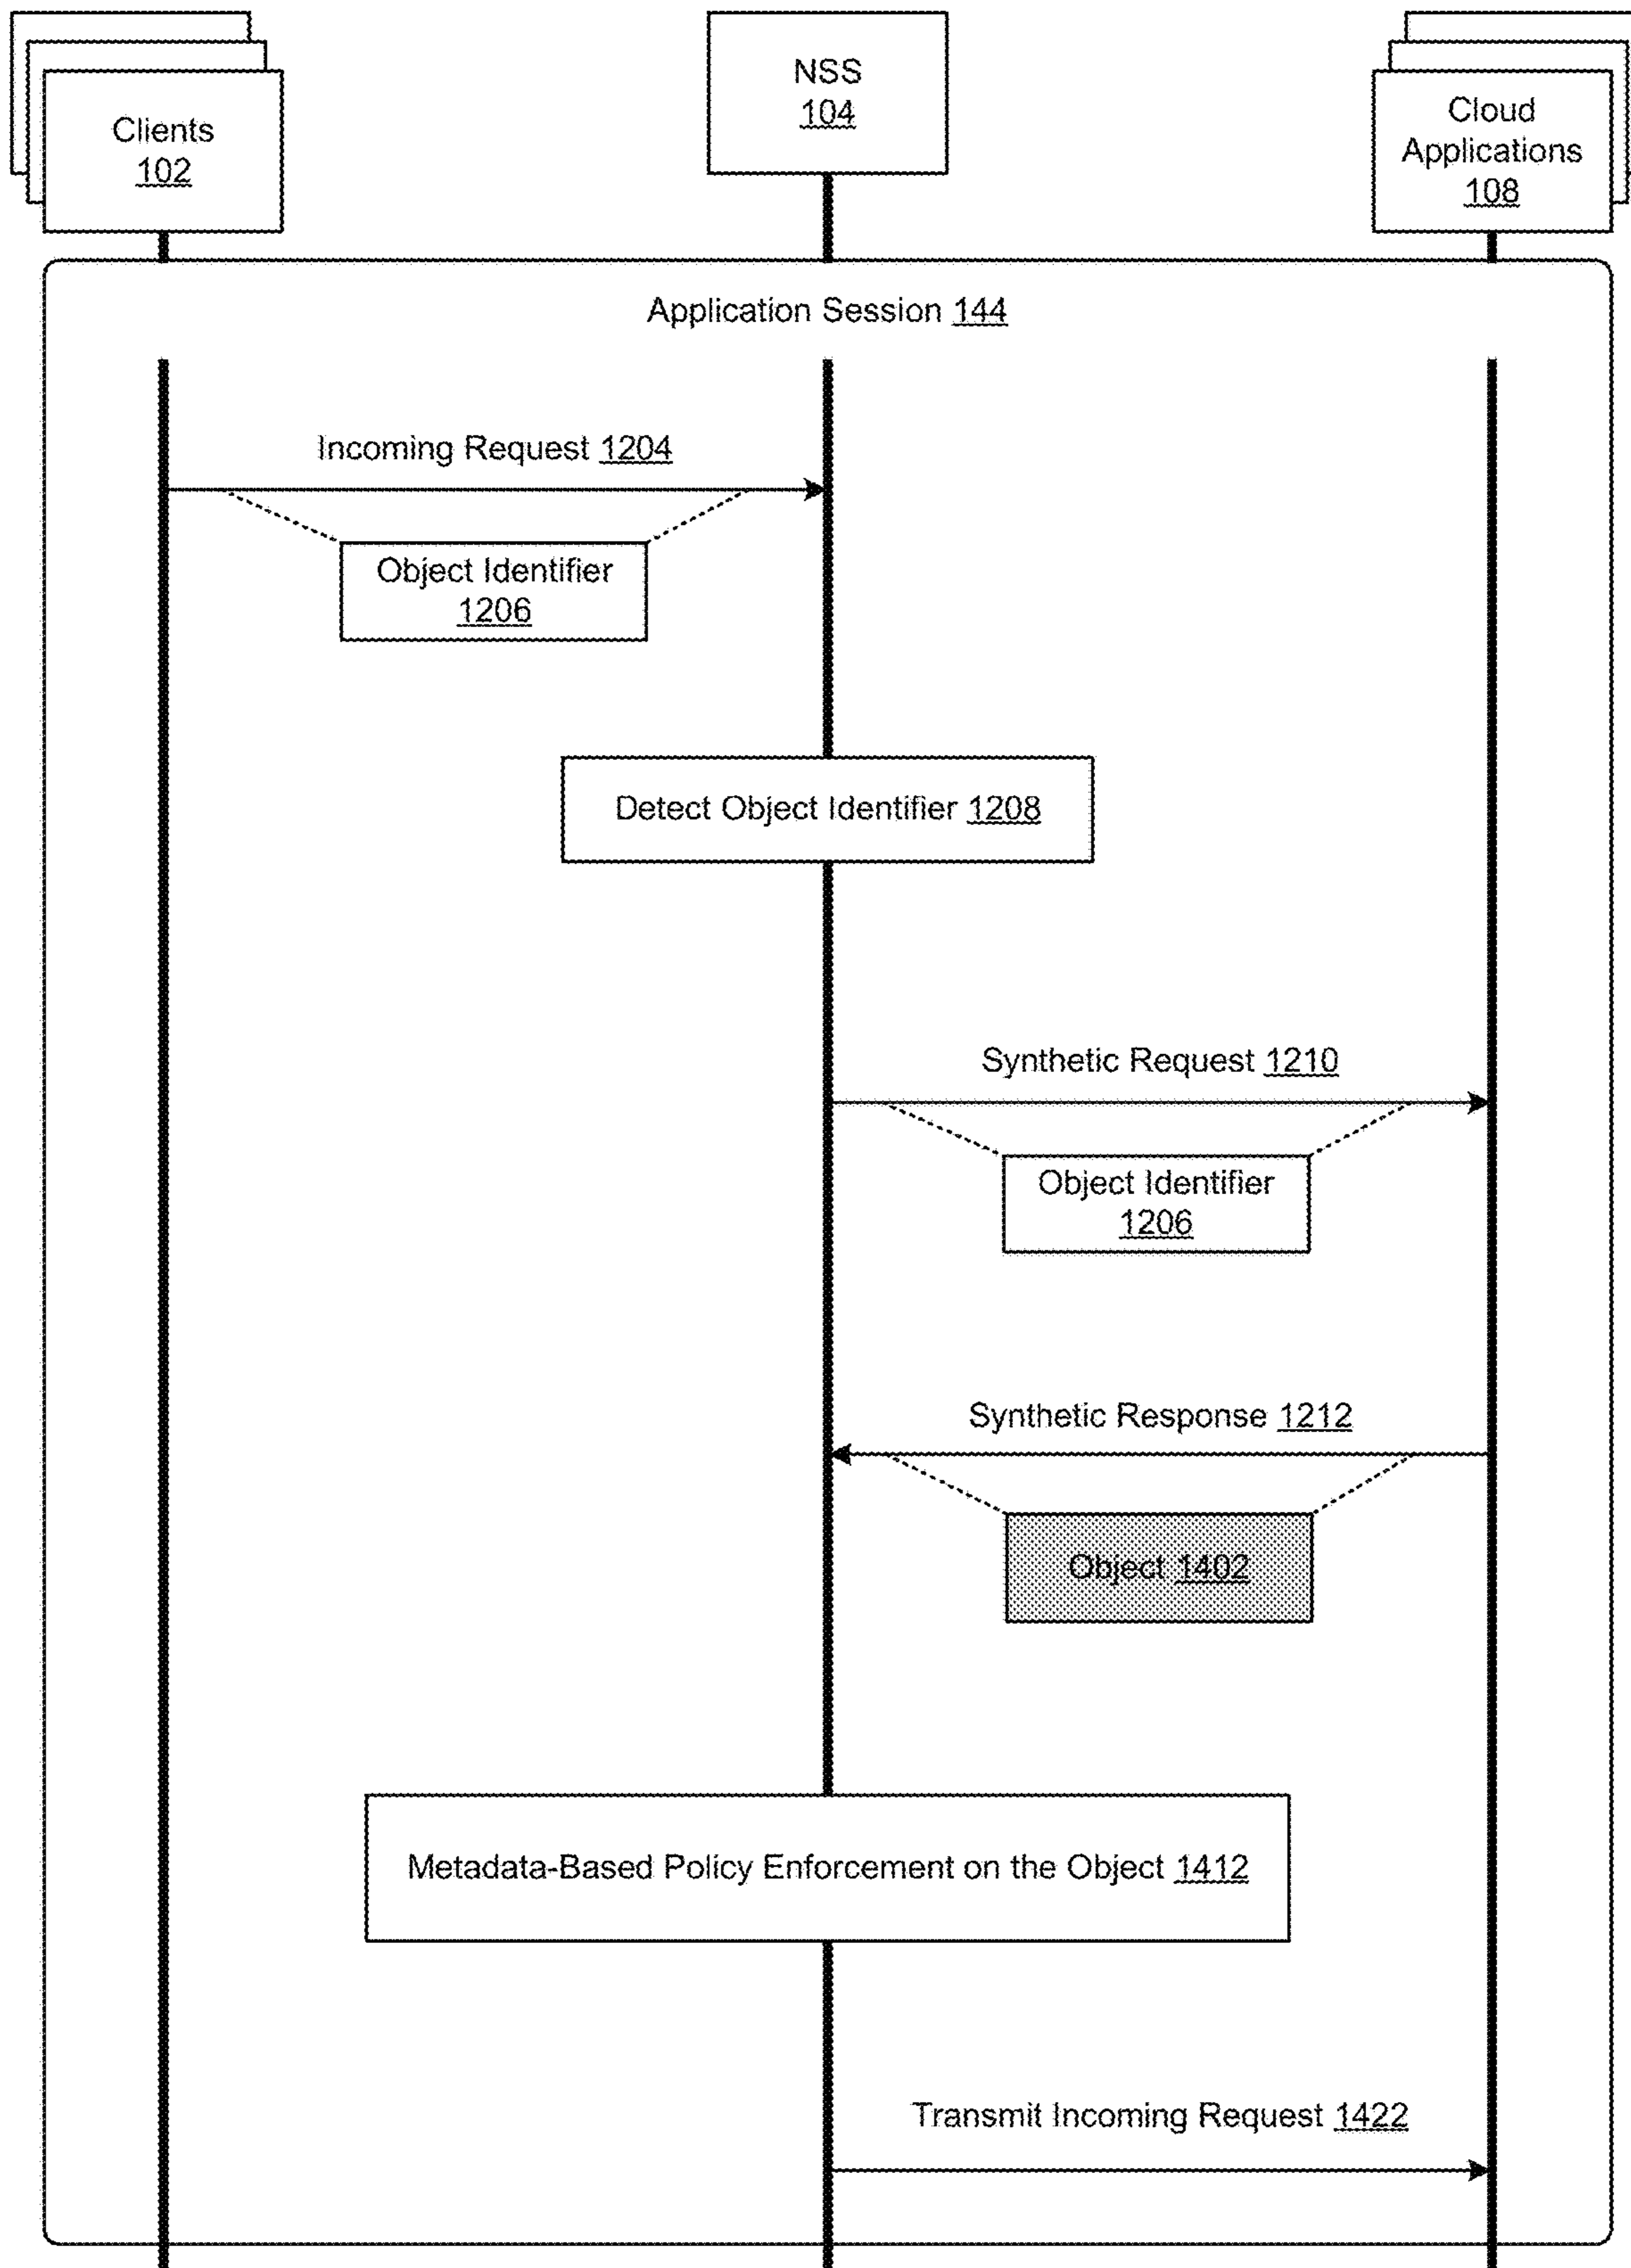 Clients
102
NSS
104
Cloud
Applications
108
Application Session 144
Incoming Request 1204
Object Identifier
1206
Detect Object Identifier 1208
Synthetic Request 1210
Object Identifier
1206
Synthetic Response 1212
Object 1402
Metadata-Based Policy Enforcement on the Object 1412
Transmit Incoming Request 1422